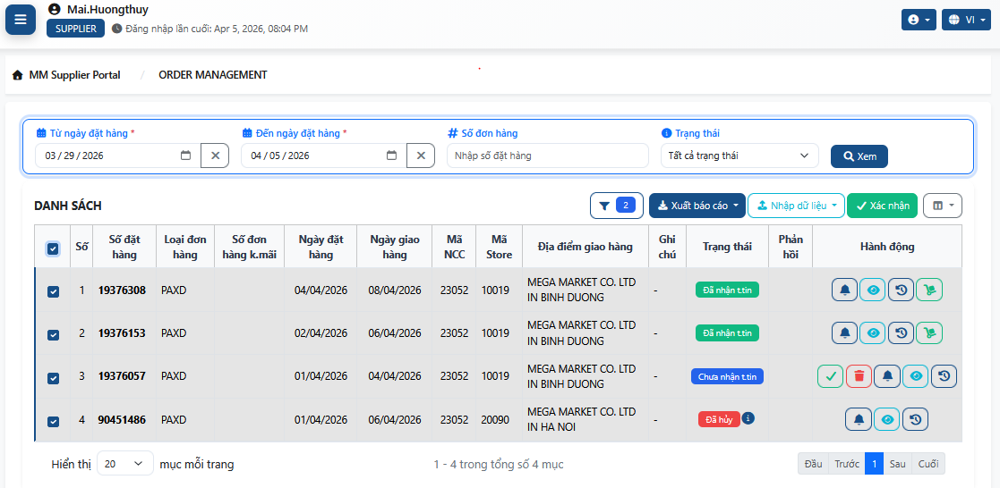 Mai.Huongthuy
SUPPLIER Đăng nhập lần cuối: Apr 5, 2026, 08:04 PM
VI
MM Supplier Portal / ORDER MANAGEMENT
Từ ngày đặt hàng * Đến ngày đặt hàng * Số đơn hàng Trạng thái
03 / 29 / 2026 04 / 05 / 2026 Nhập số đặt hàng Tất cả trạng thái Xem
DANH SÁCH 2 Xuất báo cáo Nhập dữ liệu Xác nhận
Số Số đặt hàng Loại đơn hàng Số đơn hàng k.mãi Ngày đặt hàng Ngày giao hàng Mã NCC Mã Store Địa điểm giao hàng Ghi chú Trạng thái Phản hồi Hành động
1 19376308 PAXD 04/04/2026 08/04/2026 23052 10019 MEGA MARKET CO. LTD IN BINH DUONG - Đã nhận t.tin
2 19376153 PAXD 02/04/2026 06/04/2026 23052 10019 MEGA MARKET CO. LTD IN BINH DUONG - Đã nhận t.tin
3 19376057 PAXD 01/04/2026 04/04/2026 23052 10019 MEGA MARKET CO. LTD IN BINH DUONG - Chưa nhận t.tin
4 90451486 PAXD 01/04/2026 06/04/2026 23052 20090 MEGA MARKET CO. LTD IN HA NOI - Đã hủy
Hiển thị 20 mục mỗi trang 1 - 4 trong tổng số 4 mục Đầu Trước 1 Sau Cuối